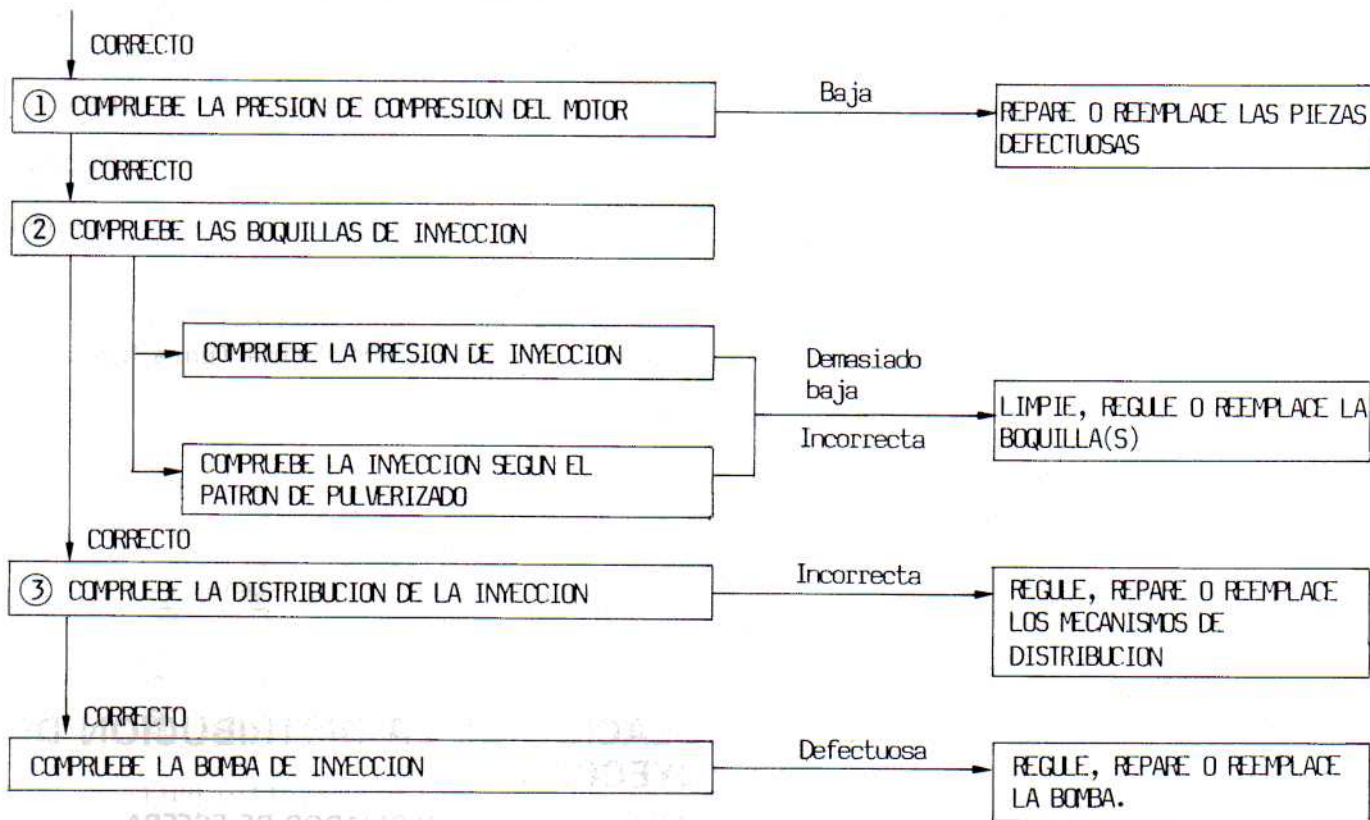 CORRECTO
① COMPRUEBE LA PRESION DE COMPRESION DEL MOTOR
Baja
REPARE O REEMPLACE LAS PIEZAS
DEFECTUOSAS
CORRECTO
② COMPRUEBE LAS BOQUILLAS DE INYECCION
COMPRUEBE LA PRESION DE INYECCION
Demasiado
baja
Incorrecta
LIMPIE, REGULE O REEMPLACE LA
BOQUILLA(S)
COMPRUEBE LA INYECCION SEGUN EL
PATRON DE PULVERIZADO
CORRECTO
③ COMPRUEBE LA DISTRIBUCION DE LA INYECCION
Incorrecta
REGULE, REPARE O REEMPLACE
LOS MECANISMOS DE
DISTRIBUCION
CORRECTO
COMPRUEBE LA BOMBA DE INYECCION
Defectuosa
REGULE, REPARE O REEMPLACE
LA BOMBA.